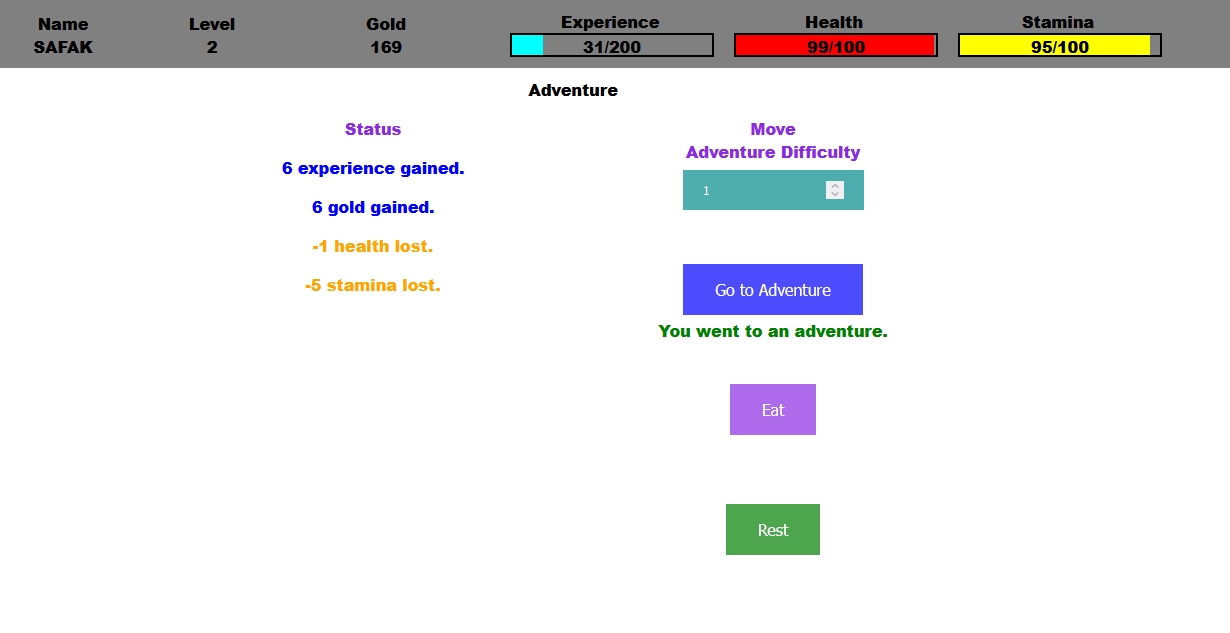 Name Level Gold Experience Health Stamina
SAFAK 2 169 31/200 99/100 95/100
Adventure
Status
6 experience gained.
6 gold gained.
-1 health lost.
-5 stamina lost.
Move
Adventure Difficulty
1
Go to Adventure
You went to an adventure.
Eat
Rest